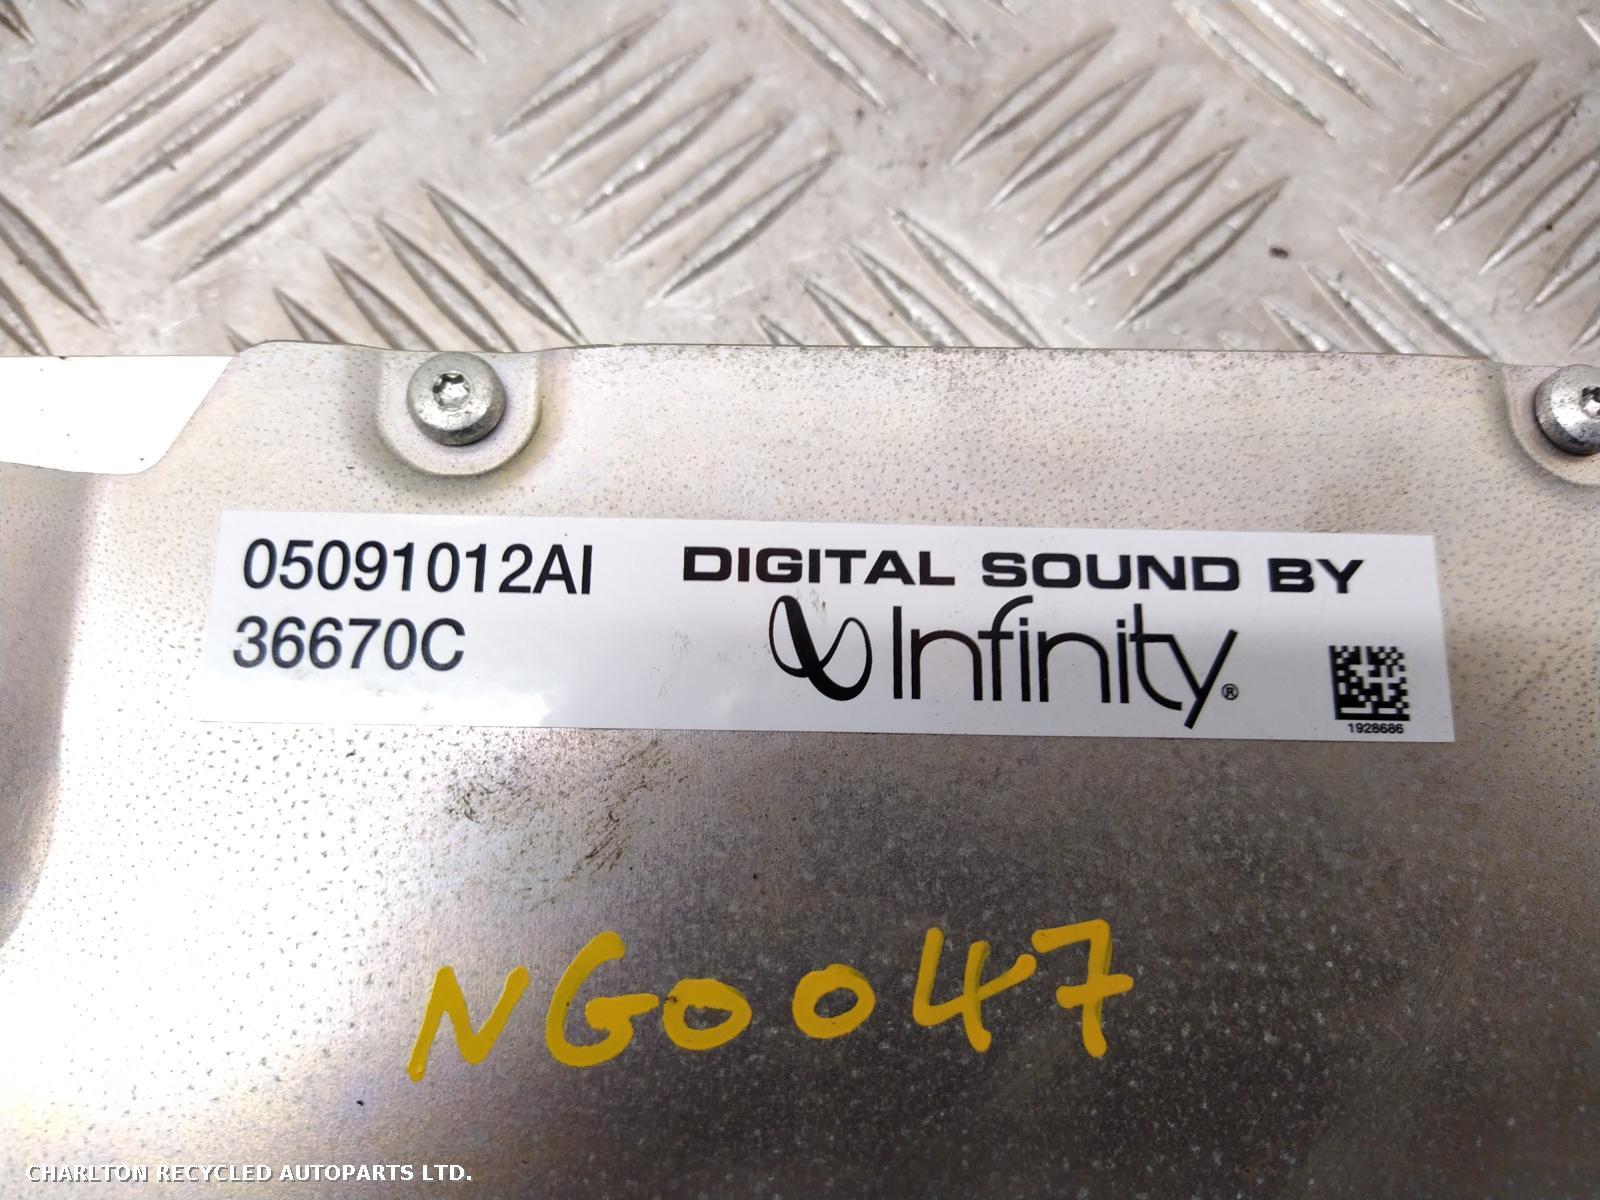 05091012AI
36670C
DIGITAL SOUND BY
Infinity®
1928686
NG0047
CHARLTON RECYCLED AUTOPARTS LTD.